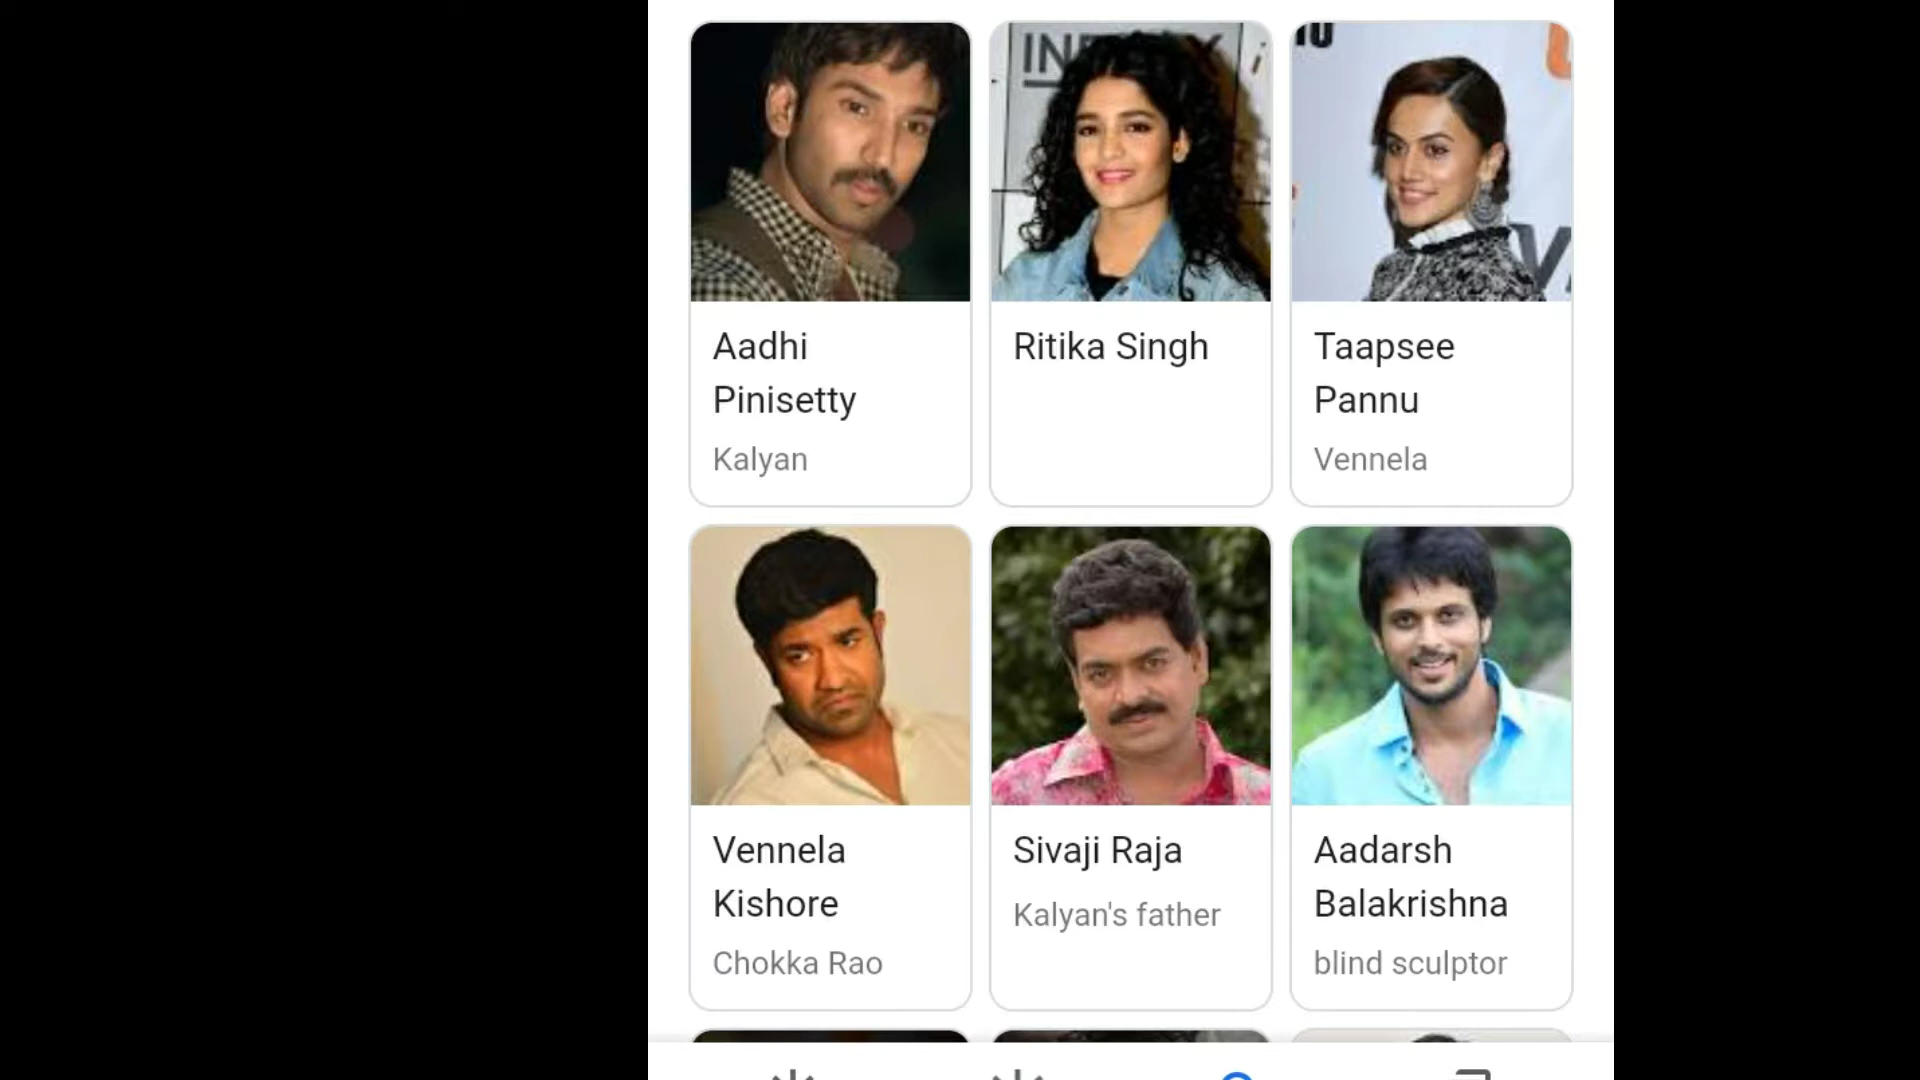 Aadhi
Pinisetty
Kalyan
Ritika Singh
Taapsee
Pannu
Vennela
Vennela
Kishore
Chokka Rao
Sivaji Raja
Kalyan's father
Aadarsh
Balakrishna
blind sculptor